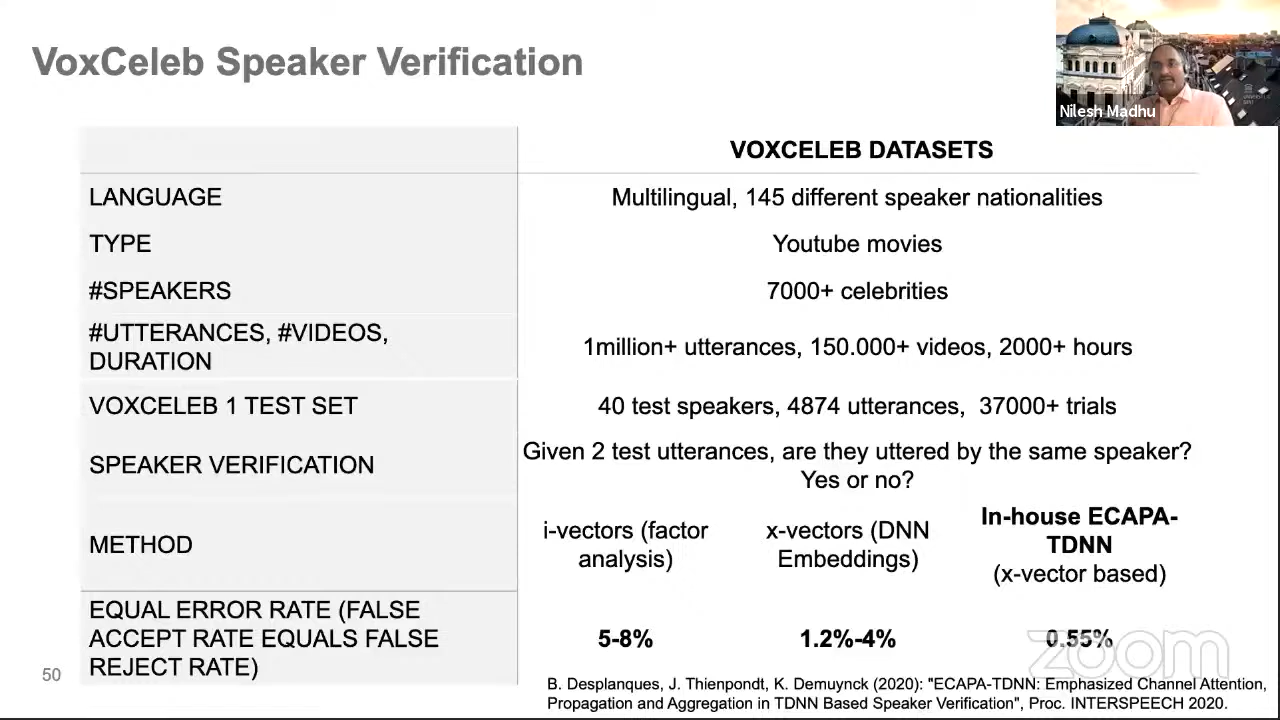 VoxCeleb Speaker Verification
Nilesh Madhu
VOXCELEB DATASETS
LANGUAGE
Multilingual, 145 different speaker nationalities
TYPE
Youtube movies
#SPEAKERS
7000+ celebrities
#UTTERANCES, #VIDEOS,
DURATION
1million+ utterances, 150.000+ videos, 2000+ hours
VOXCELEB 1 TEST SET
40 test speakers, 4874 utterances, 37000+ trials
SPEAKER VERIFICATION
Given 2 test utterances, are they uttered by the same speaker?
Yes or no?
METHOD
i-vectors (factor
analysis)
x-vectors (DNN
Embeddings)
In-house ECAPA-
TDNN
(x-vector based)
EQUAL ERROR RATE (FALSE
ACCEPT RATE EQUALS FALSE
REJECT RATE)
5-8%
1.2%-4%
0.55%
zoom
50
B. Desplanques, J. Thienpondt, K. Demuynck (2020): "ECAPA-TDNN: Emphasized Channel Attention,
Propagation and Aggregation in TDNN Based Speaker Verification", Proc. INTERSPEECH 2020.